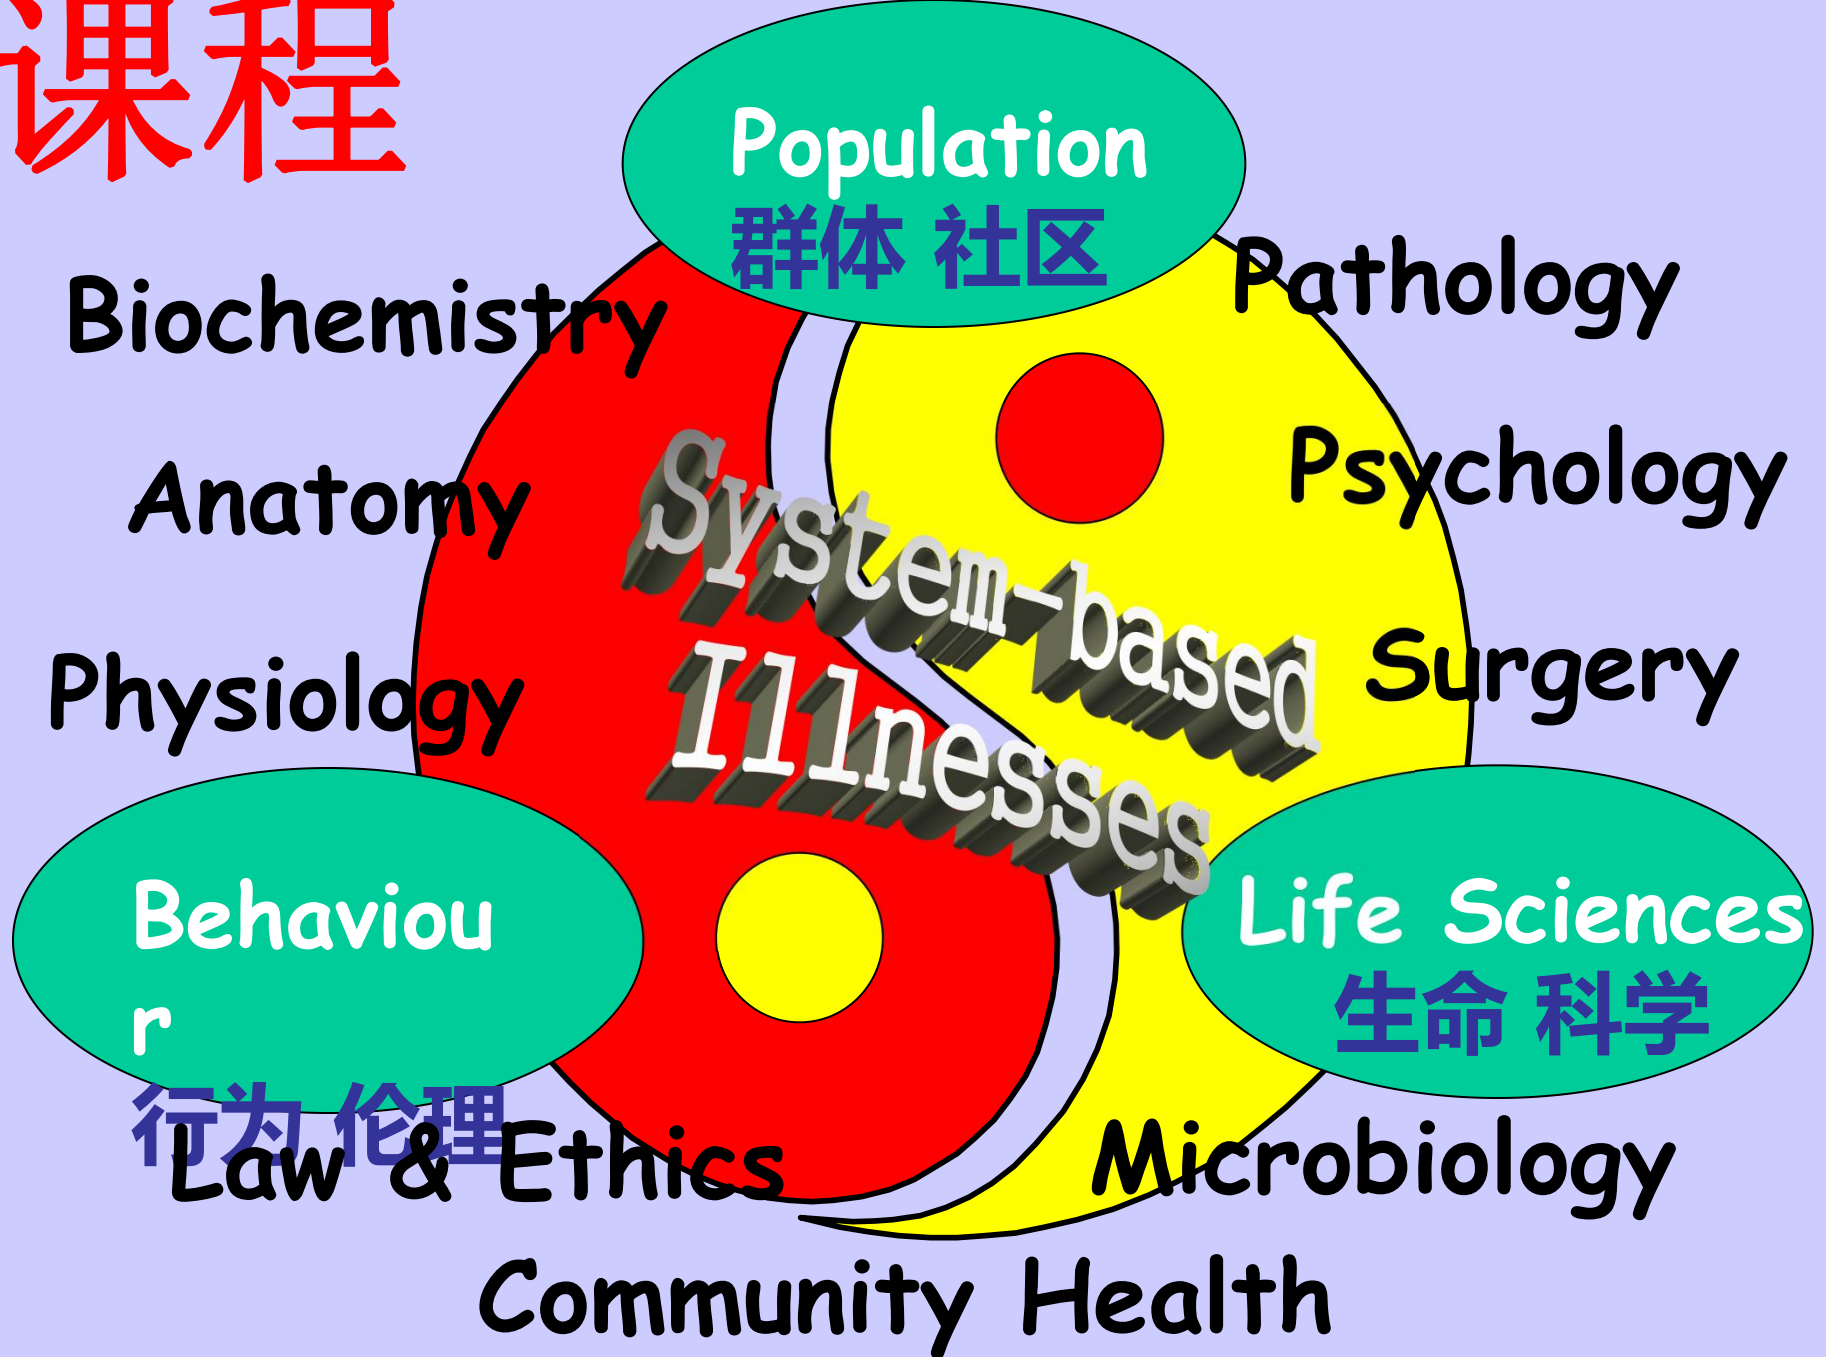 课程
Population
群体 社区
Biochemistry
Pathology
Anatomy
Psychology
Physiology
Surgery
System-based
Illnesses
Behaviou
r
行为 伦理
Life Sciences
生命 科学
Law & Ethics
Microbiology
Community Health